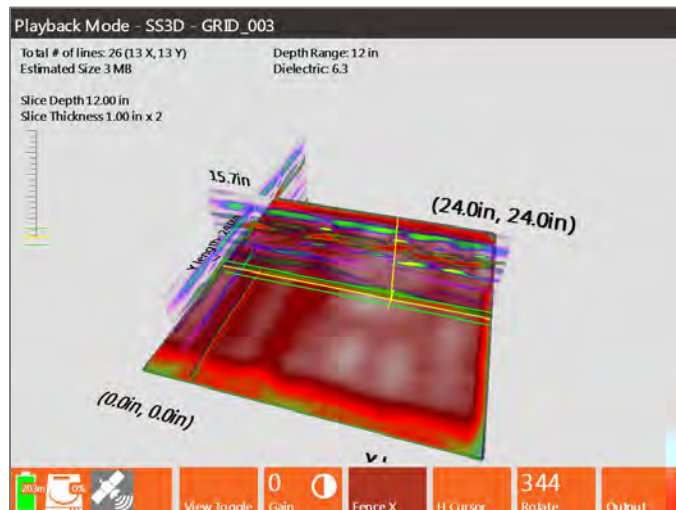 Playback Mode - SS3D - GRID_003
Total # of lines: 26 (13 X, 13 Y)
Depth Range: 12 in
Estimated Size 3 MB
Dielectric: 6.3
Slice Depth 12.00 in
Slice Thickness 1.00 in x 2
15.7in
(24.0in, 24.0in)
Y length:
(0.0in, 0.0in)
0%
View Toggle
0
Gain
Fence X
H Cursor
344
Rotate
Output